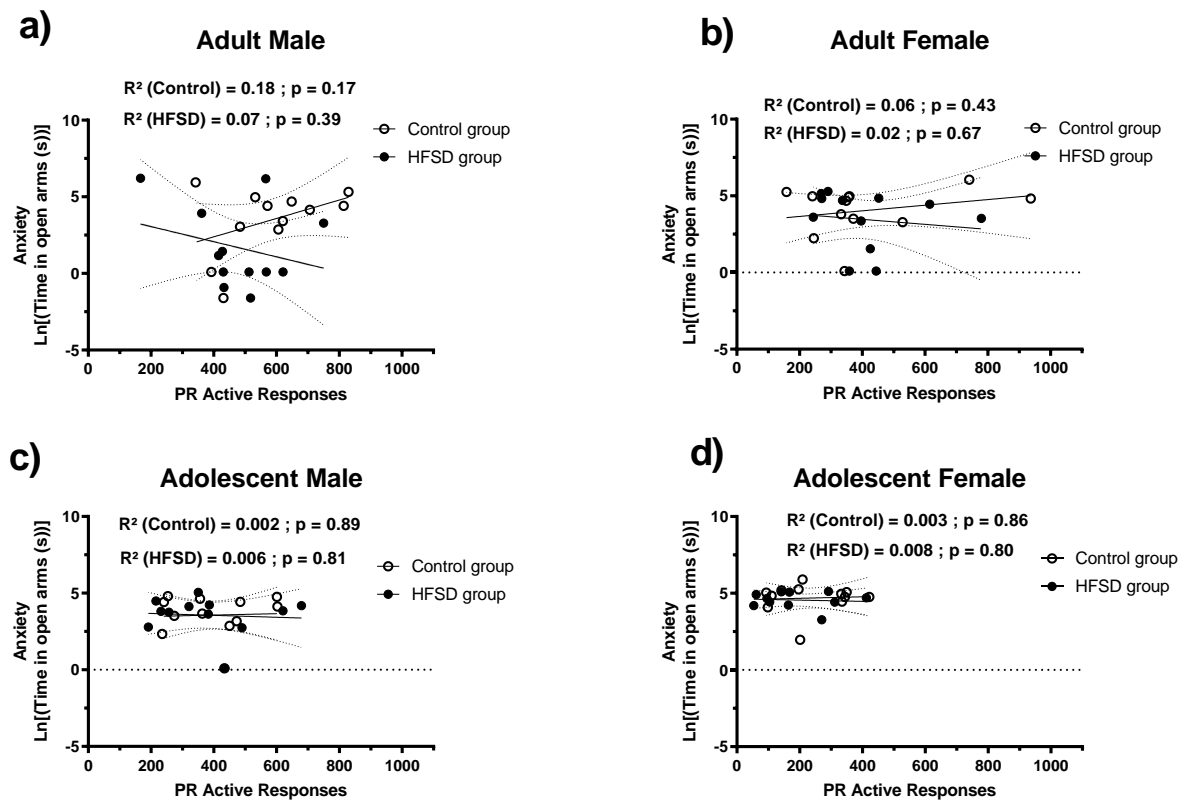 a)
Adult Male
R² (Control) = 0.18 ; p = 0.17
R² (HFSD) = 0.07 ; p = 0.39
Control group
HFSD group
Anxiety
Ln[(Time in open arms (s))]
10
5
0
-5
0
200
400
600
800
1000
PR Active Responses
b)
Adult Female
R² (Control) = 0.06 ; p = 0.43
R² (HFSD) = 0.02 ; p = 0.67
Control group
HFSD group
Anxiety
Ln[(Time in open arms (s))]
10
5
0
-5
0
200
400
600
800
1000
PR Active Responses
c)
Adolescent Male
R² (Control) = 0.002 ; p = 0.89
R² (HFSD) = 0.006 ; p = 0.81
Control group
HFSD group
Anxiety
Ln[(Time in open arms (s))]
10
5
0
-5
0
200
400
600
800
1000
PR Active Responses
d)
Adolescent Female
R² (Control) = 0.003 ; p = 0.86
R² (HFSD) = 0.008 ; p = 0.80
Control group
HFSD group
Anxiety
Ln[(Time in open arms (s))]
10
5
0
-5
0
200
400
600
800
1000
PR Active Responses